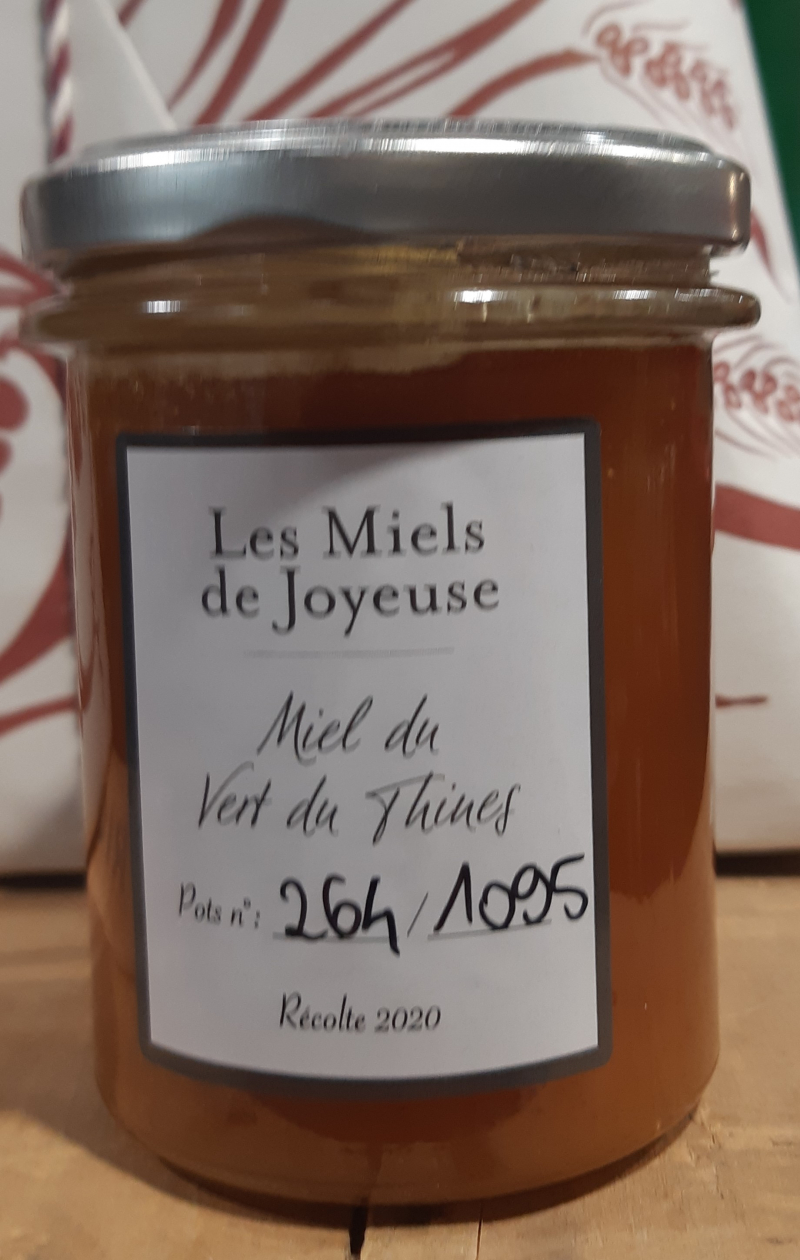 Les Miels
de Joyeuse
Miel du
Vert du Thines
Pots n°: 264/1095
Récolte 2020